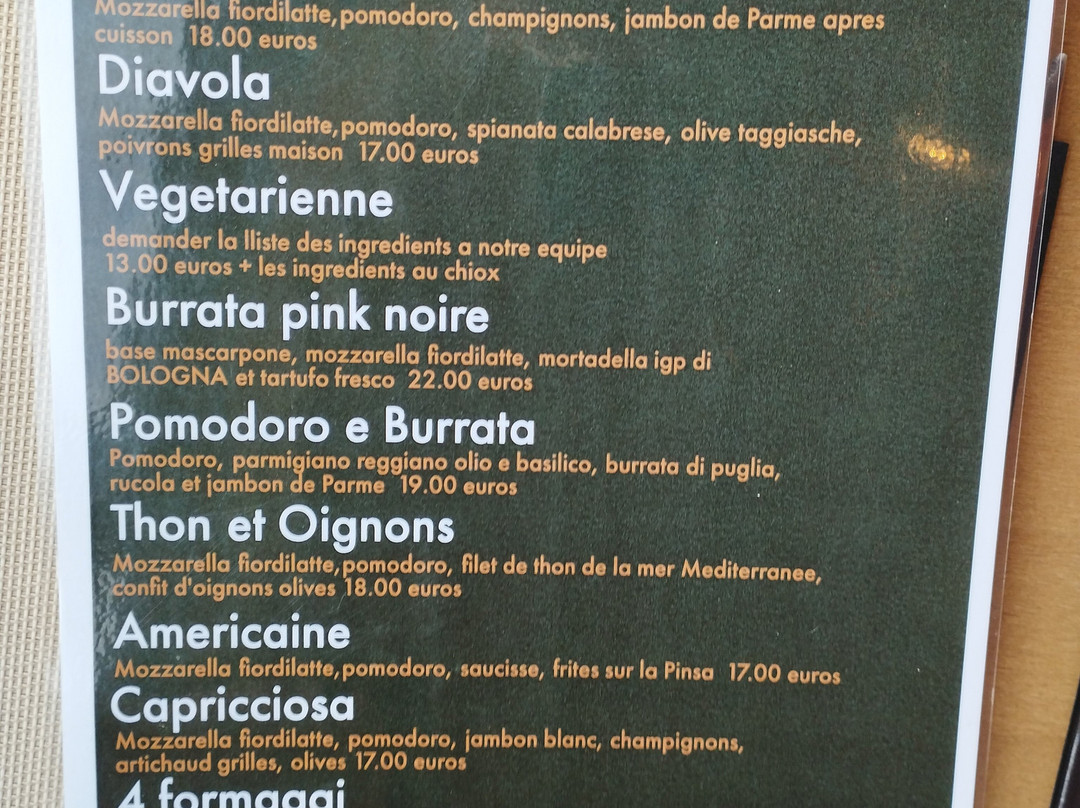 Mozzarella fiordilatte,pomodoro, champignons, jambon de Parme apres
cuisson 18.00 euros
Diavola
Mozzarella fiordilatte,pomodoro, spianata calabrese, olive taggiasche,
poivrons grilles maison 17.00 euros
Vegetarienne
demander la lliste des ingredients a notre equipe
13.00 euros + les ingredients au chiox
Burrata pink noire
base mascarpone, mozzarella fiordilatte, mortadella igp di
BOLOGNA et tartufo fresco 22.00 euros
Pomodoro e Burrata
Pomodoro, parmigiano reggiano olio e basilico, burrata di puglia,
rucola et jambon de Parme 19.00 euros
Thon et Oignons
Mozzarella fiordilatte,pomodoro, filet de thon de la mer Mediterranee,
confit d'oignons olives 18.00 euros
Americaine
Mozzarella fiordilatte,pomodoro, saucisse, frites sur la Pinsa 17.00 euros
Capricciosa
Mozzarella fiordilatte, pomodoro, jambon blanc, champignons,
artichaud grilles, olives 17.00 euros
4 formaggi